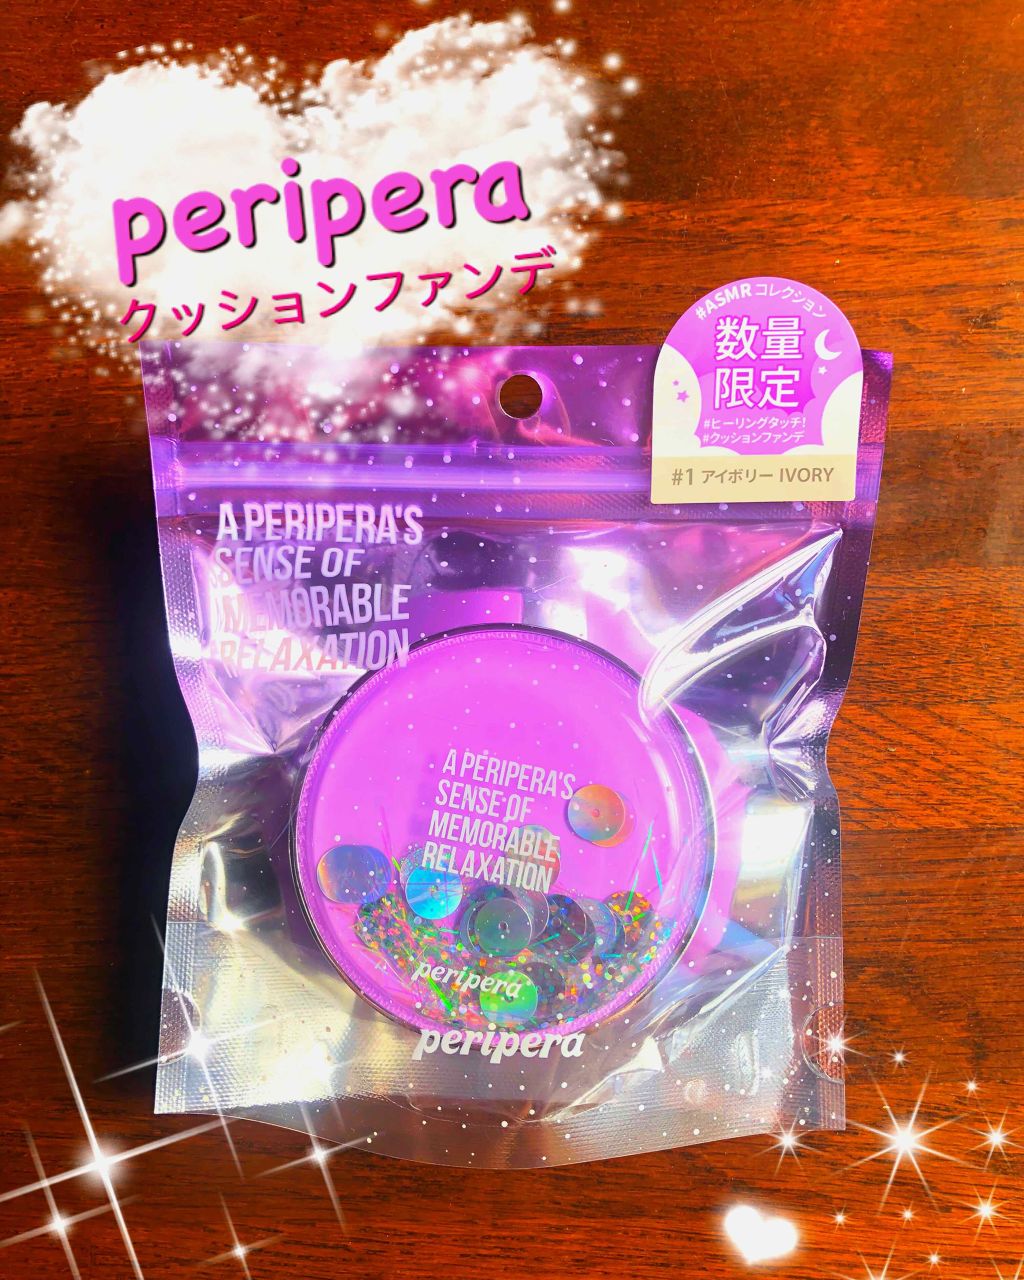 peripera
クッションファンデ
#ASMRコレクション
数量
限定
#ヒーリングタッチ!
#クッションファンデ
#1 アイボリー IVORY
A PERIPERA'S
SENSE OF
MEMORABLE
RELAXATION
A PERIPERA'S
SENSE OF
MEMORABLE
RELAXATION
peripera
peripera